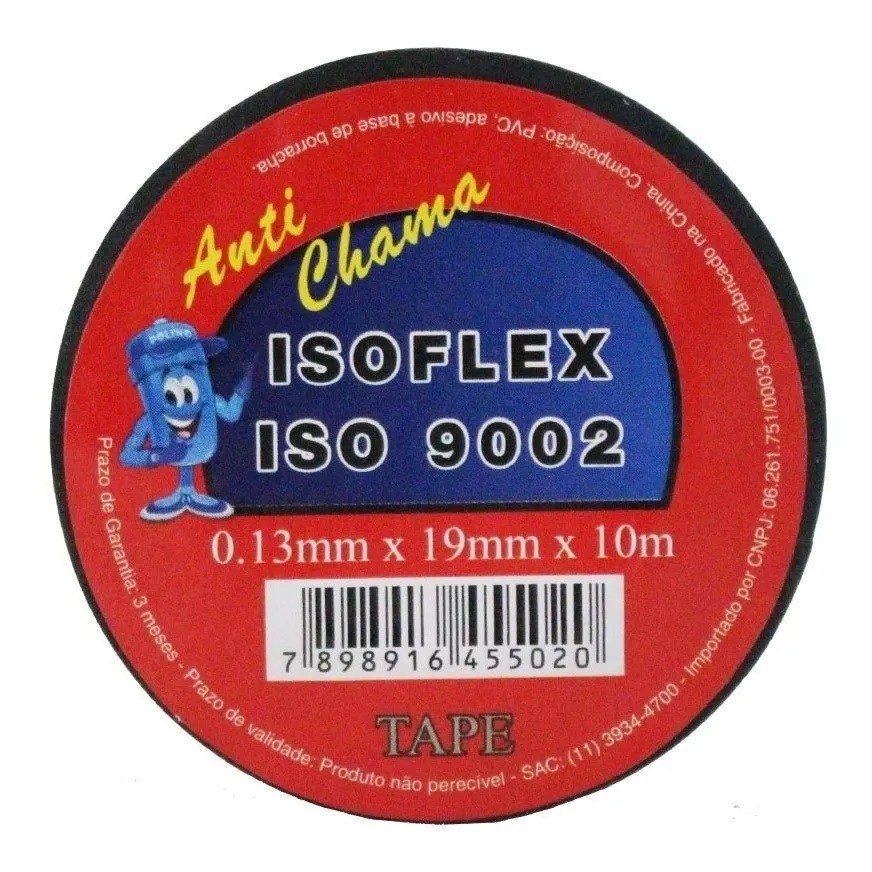 Anti
Chama
POLINO
ISOFLEX
ISO 9002
0.13mm x 19mm x 10m
7 898916 455020
TAPE
Prazo de Garantia: 3 meses - Prazo de validade: Produto não perecível - SAC: (11) 3934-4700 - Importado por CNPJ: 06.261.751/0003-00 - Fabricado na China. Composição: PVC, adesivo à base de borracha.